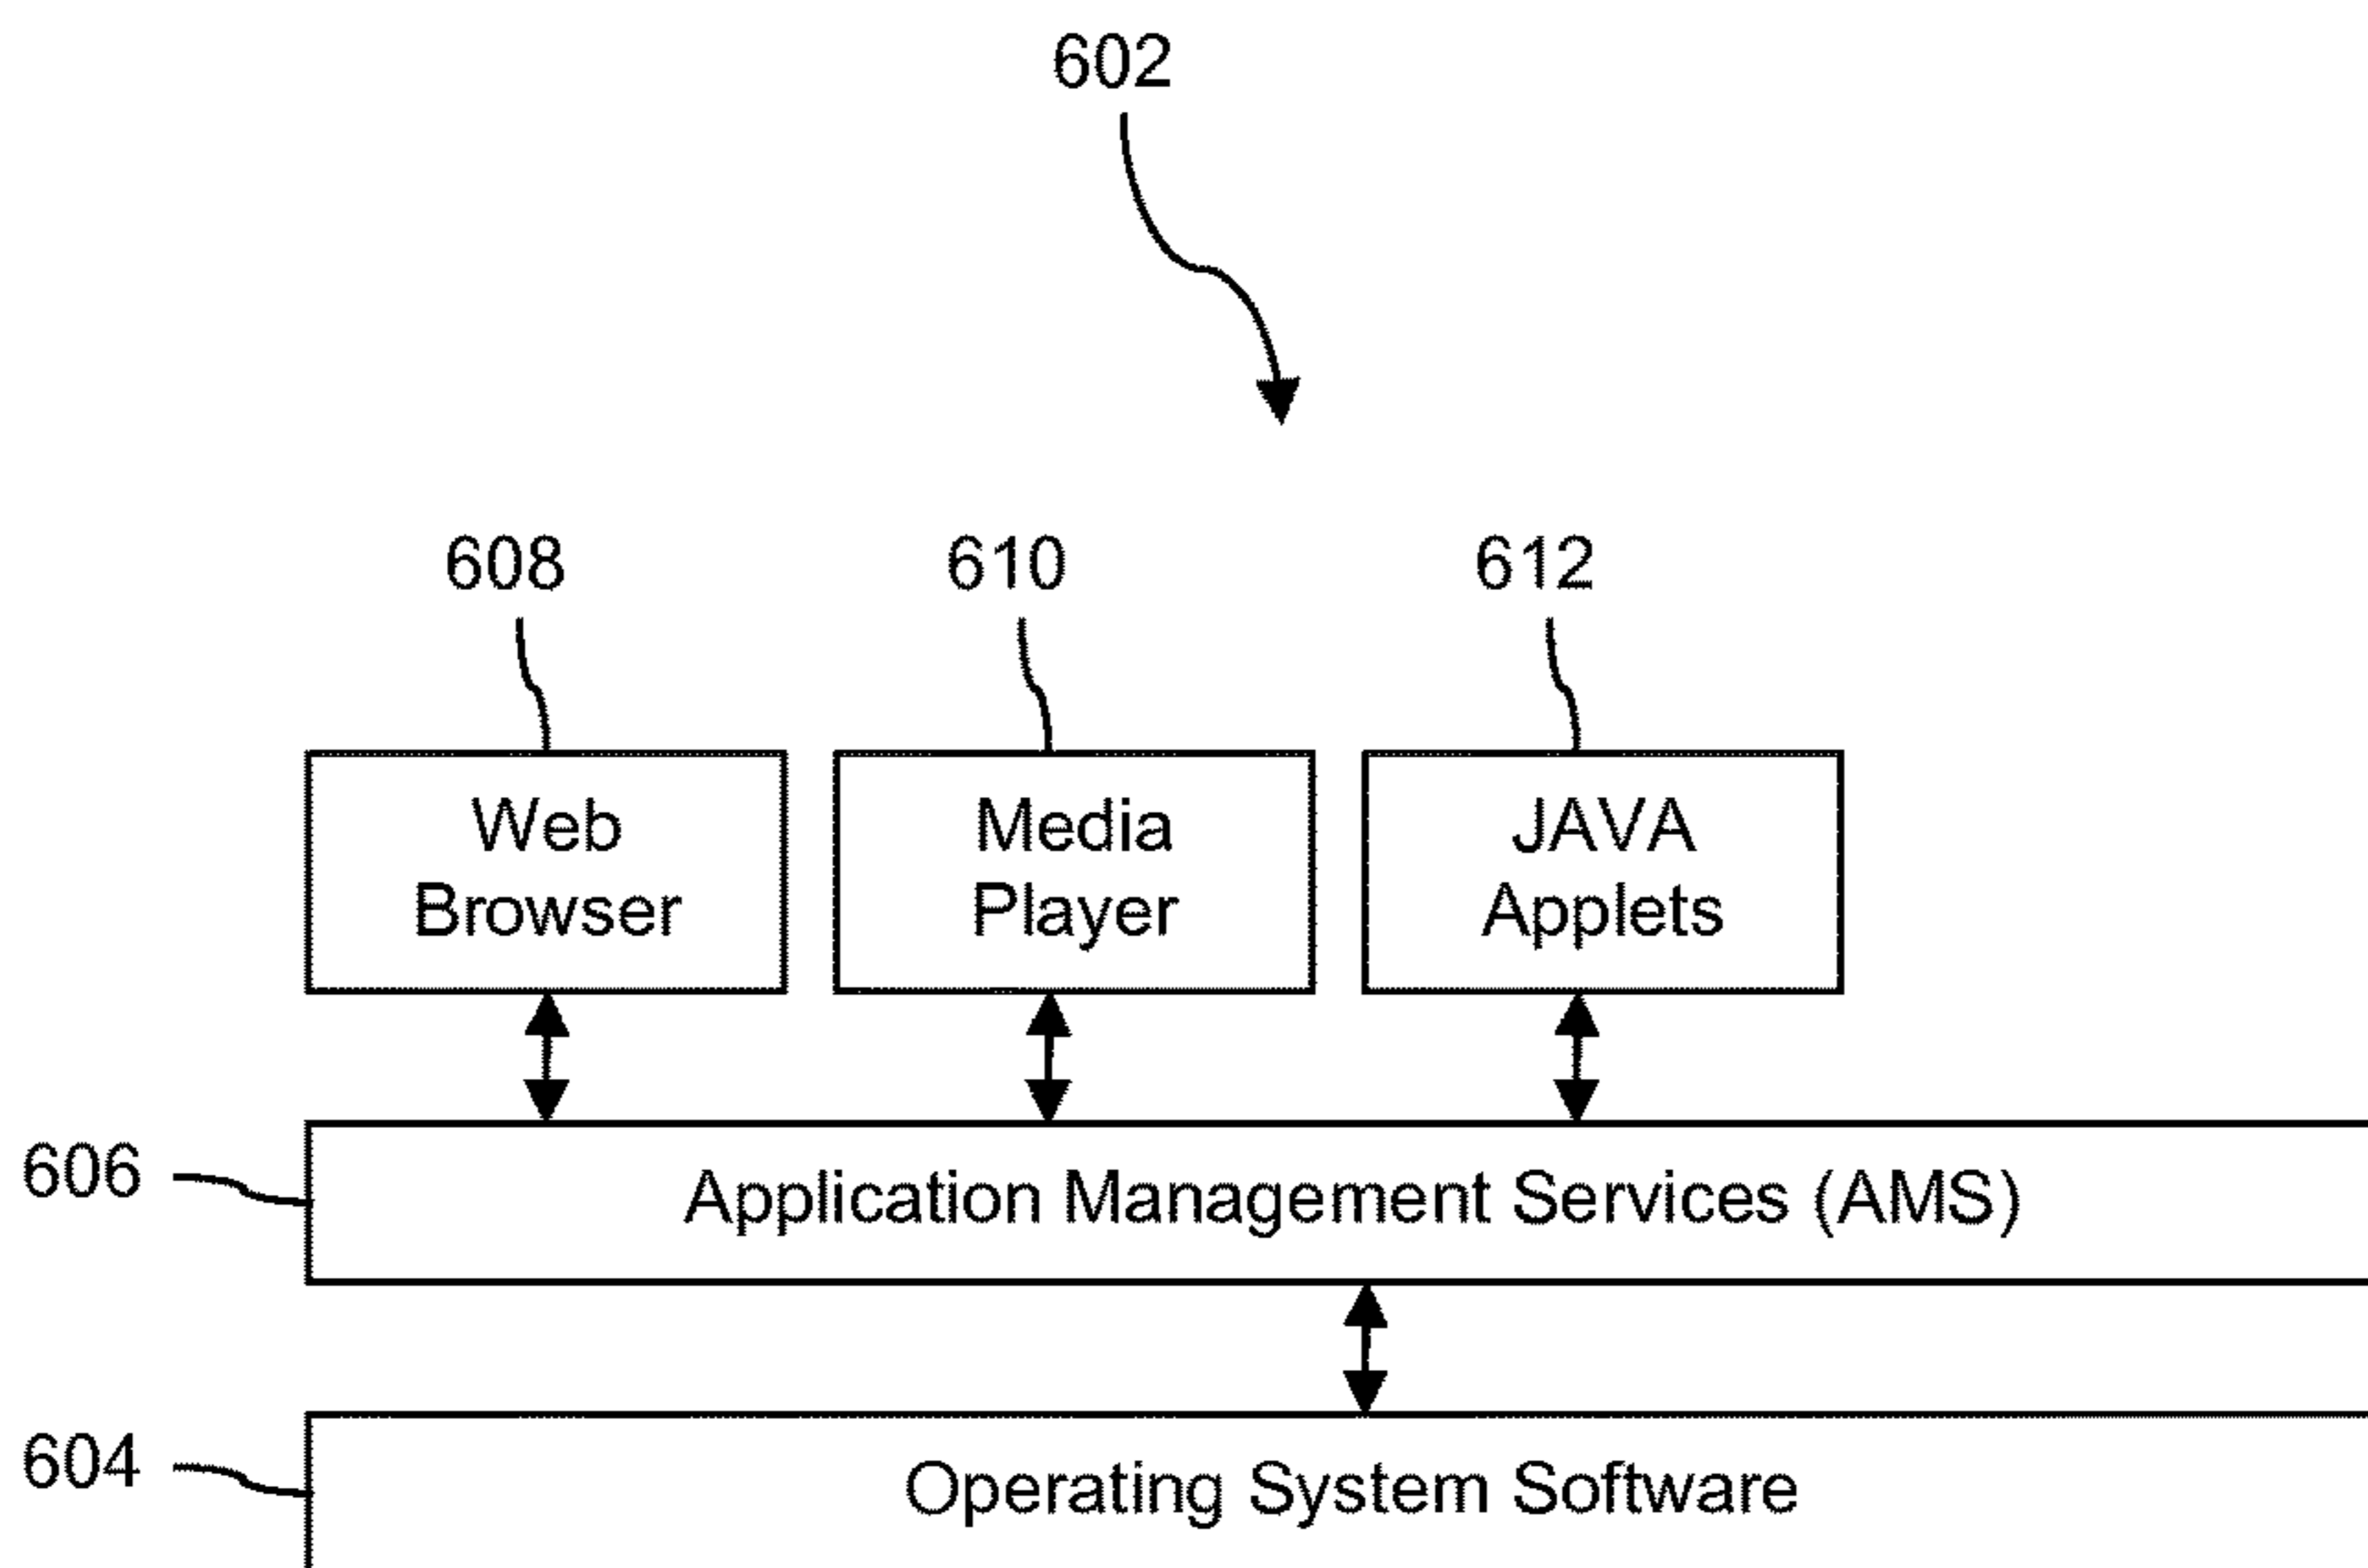 602
608
610
612
Web
Browser
Media
Player
JAVA
Applets
606
Application Management Services (AMS)
604
Operating System Software